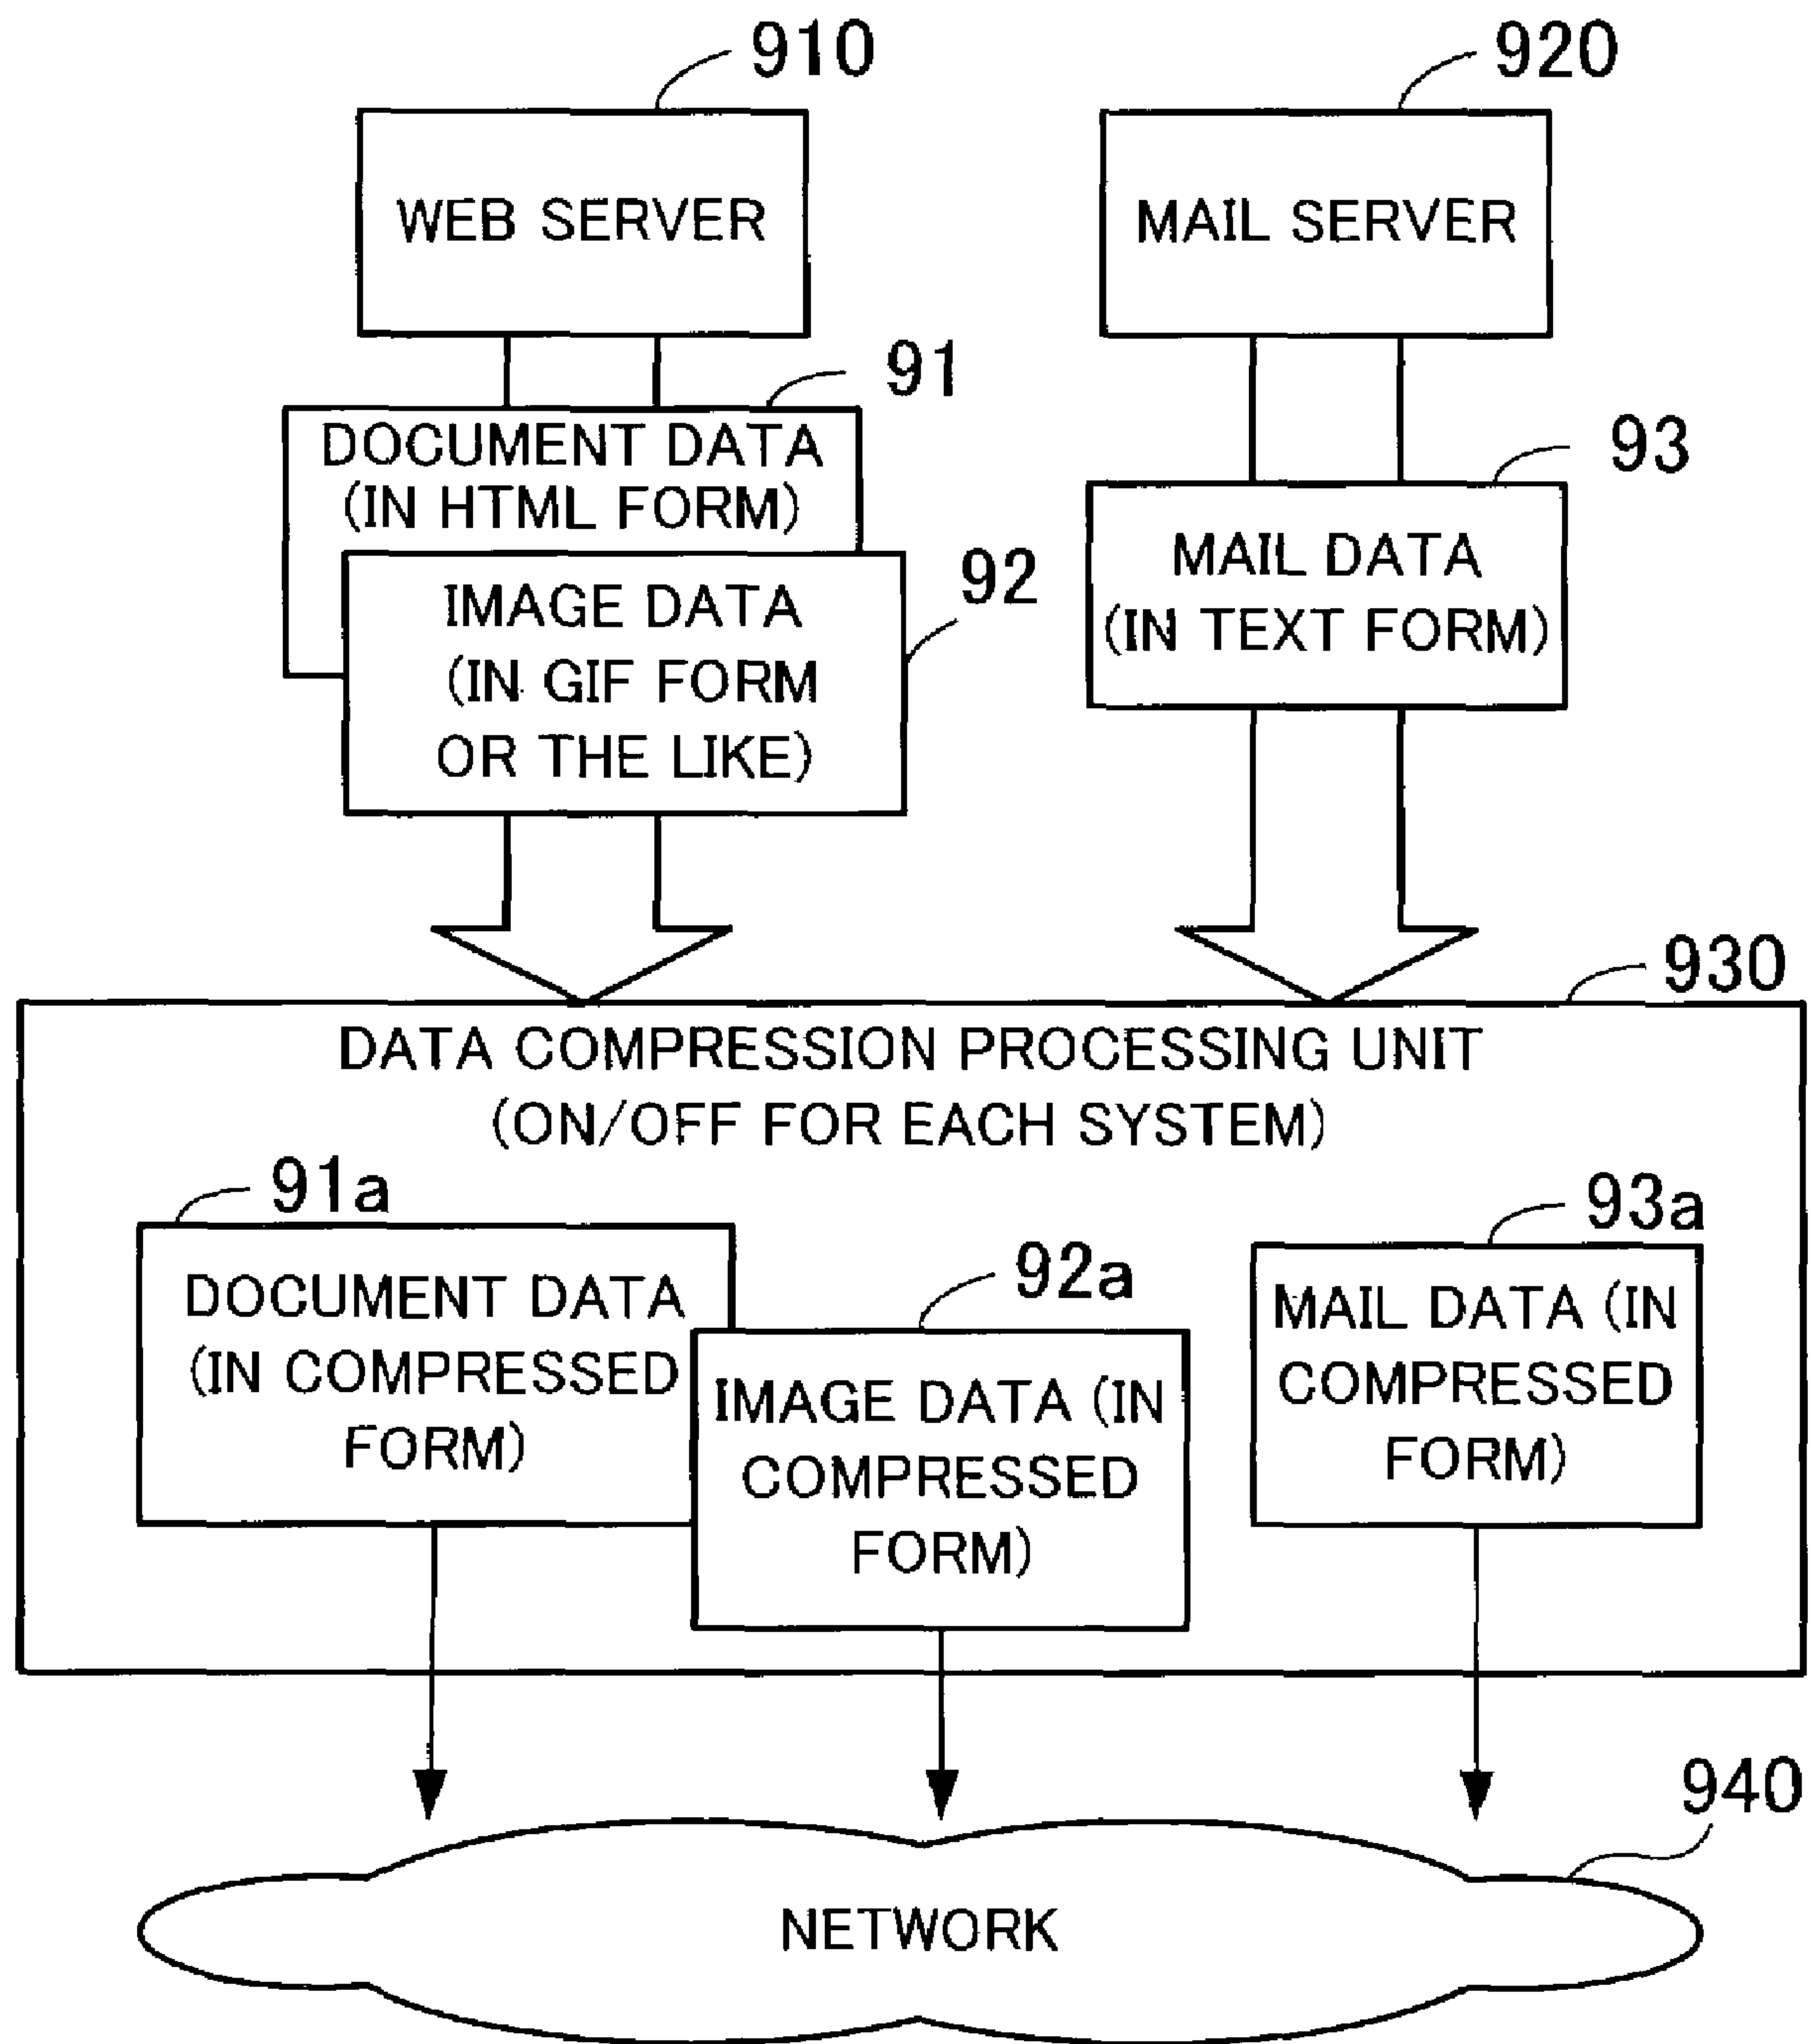 910
920
WEB SERVER
MAIL SERVER
91
DOCUMENT DATA
(IN HTML FORM)
92
IMAGE DATA
(IN GIF FORM
OR THE LIKE)
93
MAIL DATA
(IN TEXT FORM)
930
DATA COMPRESSION PROCESSING UNIT
(ON/OFF FOR EACH SYSTEM)
91a
DOCUMENT DATA
(IN COMPRESSED
FORM)
92a
IMAGE DATA (IN
COMPRESSED
FORM)
93a
MAIL DATA (IN
COMPRESSED
FORM)
940
NETWORK